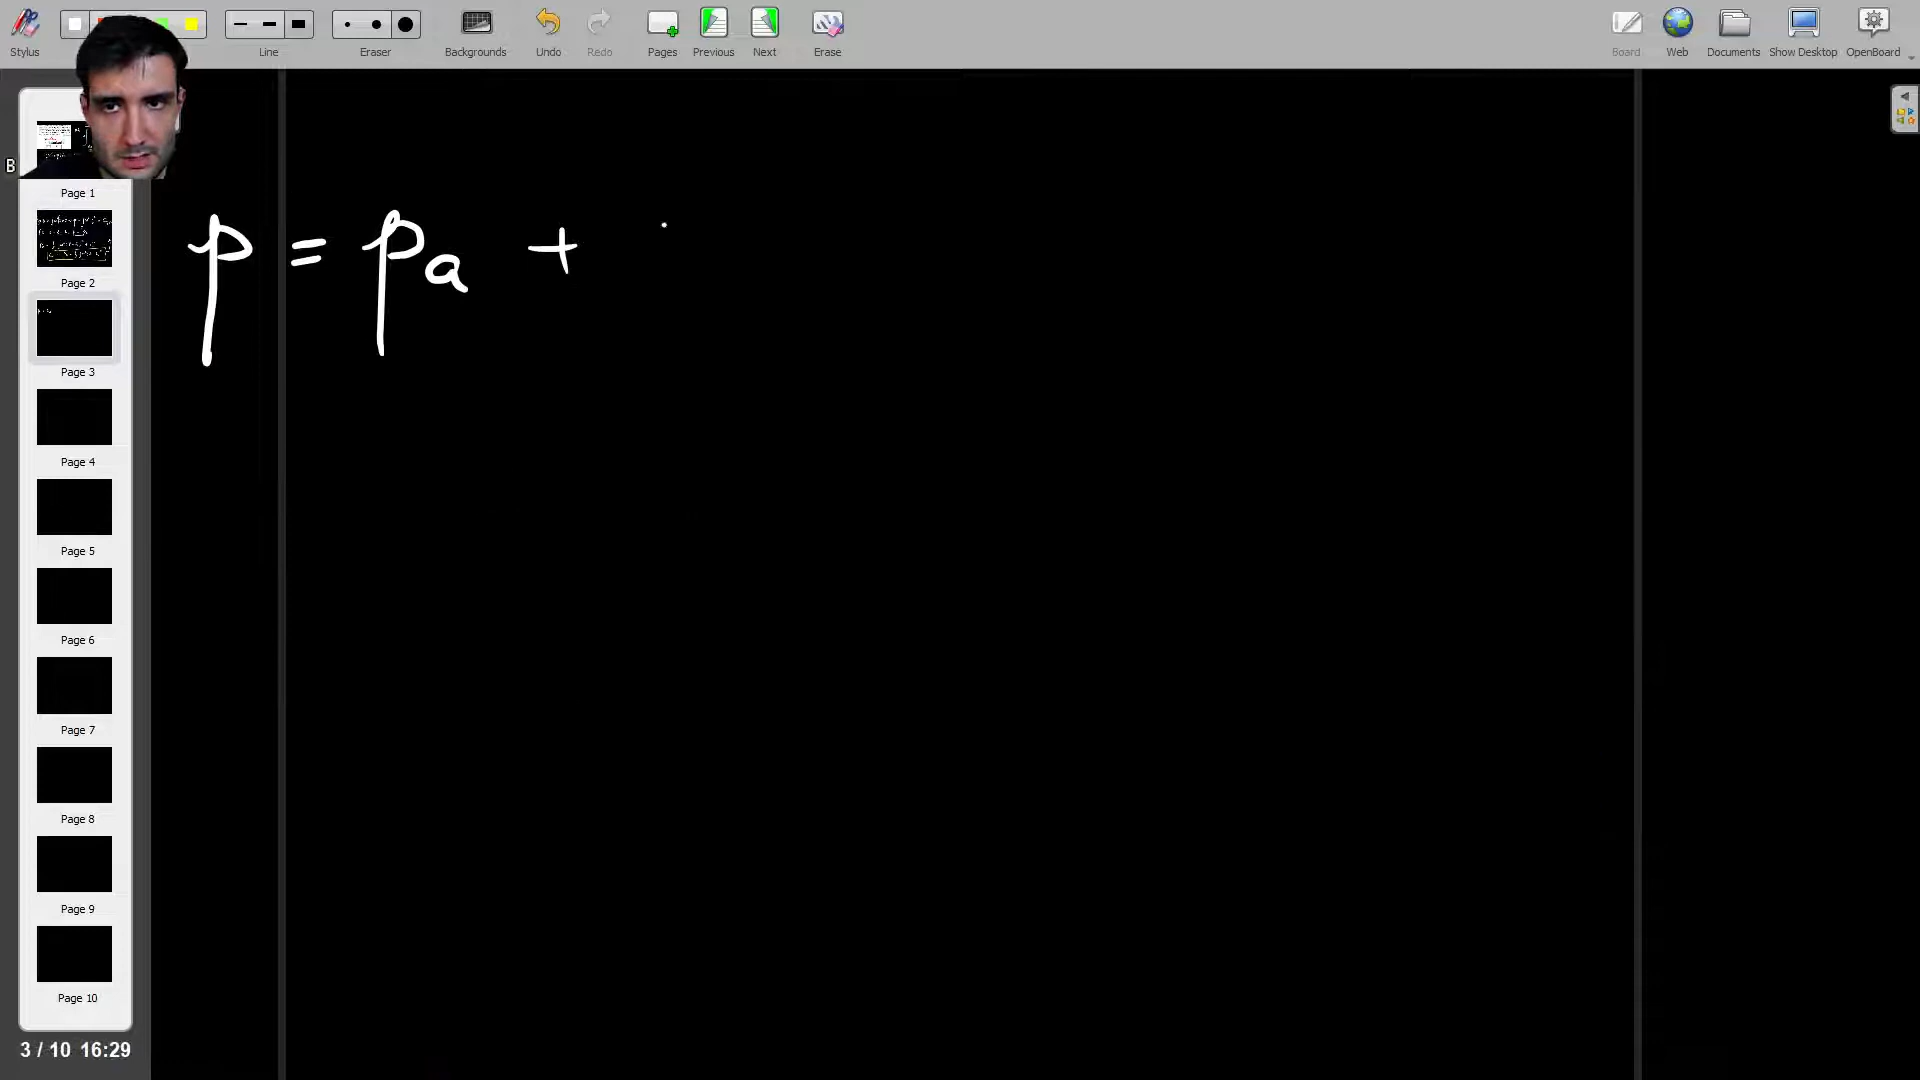 Stylus Line Eraser Backgrounds Undo Redo Pages Previous Next Erase Board Web Documents Show Desktop OpenBoard
B
Page 1
p = pₐ +
Page 2
Page 3
Page 4
Page 5
Page 6
Page 7
Page 8
Page 9
Page 10
3 / 10 16:29